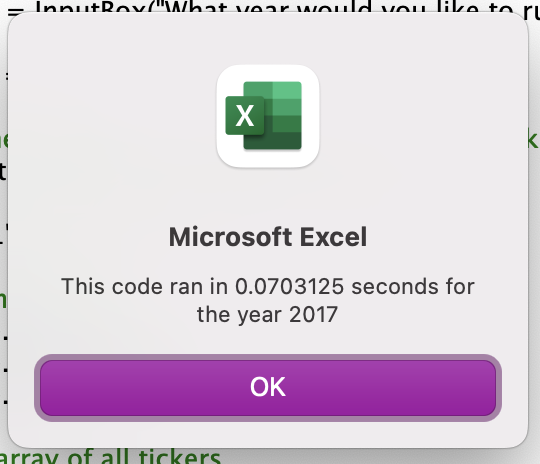 = InputBox("What year would you like to ru
=
X
Microsoft Excel
This code ran in 0.0703125 seconds for
the year 2017
OK
array of all tickers